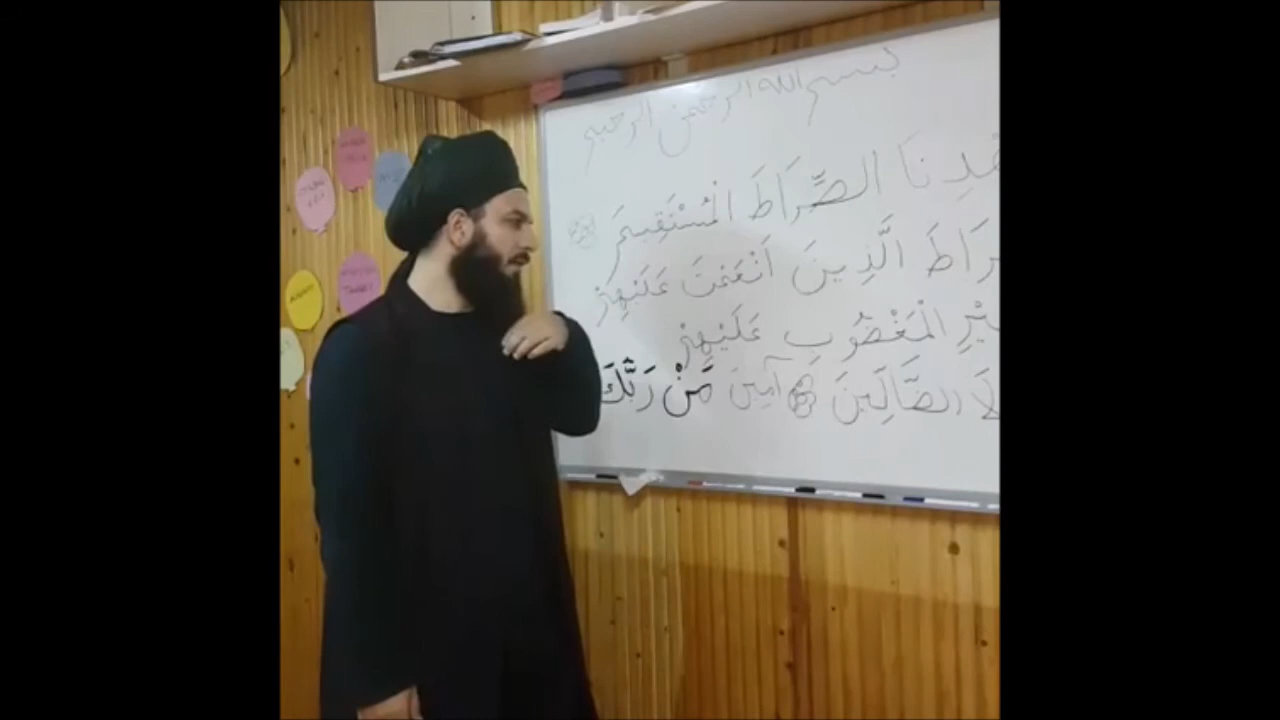 بسم الله الرحمن الرحيم
هْدِنَا الصِّرَاطَ الْمُسْتَقِيمَ
رَاطَ الَّذِينَ اَنْعَمْتَ عَلَيْهِمْ
يْرِ الْمَغْضُوبِ عَلَيْهِمْ
لَا الضَّالِّينَ آمِينَ مَنْ رَبُّكَ